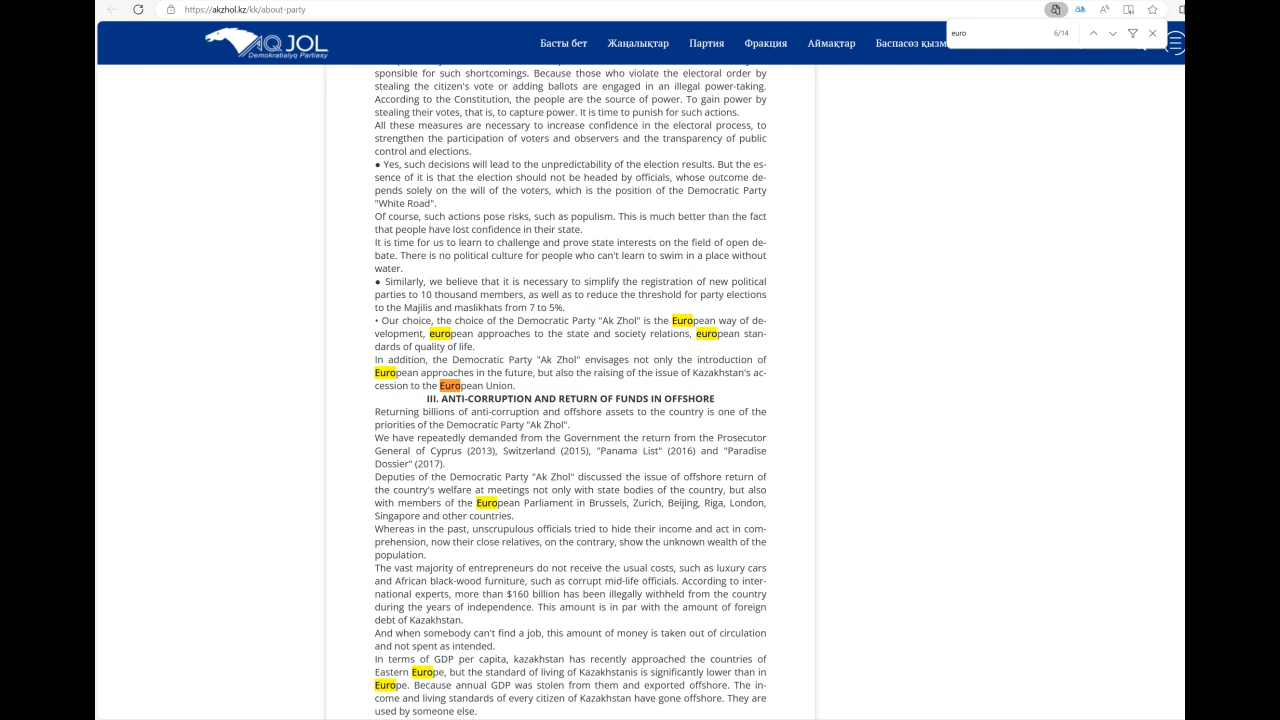 https://akzhol.kz/kk/about-party
euro
6/14
AQ JOL
Demokratialyq Partiasy
Басты бет
Жаңалықтар
Партия
Фракция
Аймақтар
Баспасөз қызм
sponsible for such shortcomings. Because those who violate the electoral order by
stealing the citizen's vote or adding ballots are engaged in an illegal power-taking.
According to the Constitution, the people are the source of power. To gain power by
stealing their votes, that is, to capture power. It is time to punish for such actions.
All these measures are necessary to increase confidence in the electoral process, to
strengthen the participation of voters and observers and the transparency of public
control and elections.
● Yes, such decisions will lead to the unpredictability of the election results. But the es-
sence of it is that the election should not be headed by officials, whose outcome de-
pends solely on the will of the voters, which is the position of the Democratic Party
"White Road".
Of course, such actions pose risks, such as populism. This is much better than the fact
that people have lost confidence in their state.
It is time for us to learn to challenge and prove state interests on the field of open de-
bate. There is no political culture for people who can't learn to swim in a place without
water.
● Similarly, we believe that it is necessary to simplify the registration of new political
parties to 10 thousand members, as well as to reduce the threshold for party elections
to the Majilis and maslikhats from 7 to 5%.
• Our choice, the choice of the Democratic Party "Ak Zhol" is the European way of de-
velopment, european approaches to the state and society relations, european stan-
dards of quality of life.
In addition, the Democratic Party "Ak Zhol" envisages not only the introduction of
European approaches in the future, but also the raising of the issue of Kazakhstan's ac-
cession to the European Union.
III. ANTI-CORRUPTION AND RETURN OF FUNDS IN OFFSHORE
Returning billions of anti-corruption and offshore assets to the country is one of the
priorities of the Democratic Party "Ak Zhol".
We have repeatedly demanded from the Government the return from the Prosecutor
General of Cyprus (2013), Switzerland (2015), "Panama List" (2016) and "Paradise
Dossier" (2017).
Deputies of the Democratic Party "Ak Zhol" discussed the issue of offshore return of
the country's welfare at meetings not only with state bodies of the country, but also
with members of the European Parliament in Brussels, Zurich, Beijing, Riga, London,
Singapore and other countries.
Whereas in the past, unscrupulous officials tried to hide their income and act in com-
prehension, now their close relatives, on the contrary, show the unknown wealth of the
population.
The vast majority of entrepreneurs do not receive the usual costs, such as luxury cars
and African black-wood furniture, such as corrupt mid-life officials. According to inter-
national experts, more than $160 billion has been illegally withheld from the country
during the years of independence. This amount is in par with the amount of foreign
debt of Kazakhstan.
And when somebody can't find a job, this amount of money is taken out of circulation
and not spent as intended.
In terms of GDP per capita, kazakhstan has recently approached the countries of
Eastern Europe, but the standard of living of Kazakhstanis is significantly lower than in
Europe. Because annual GDP was stolen from them and exported offshore. The in-
come and living standards of every citizen of Kazakhstan have gone offshore. They are
used by someone else.